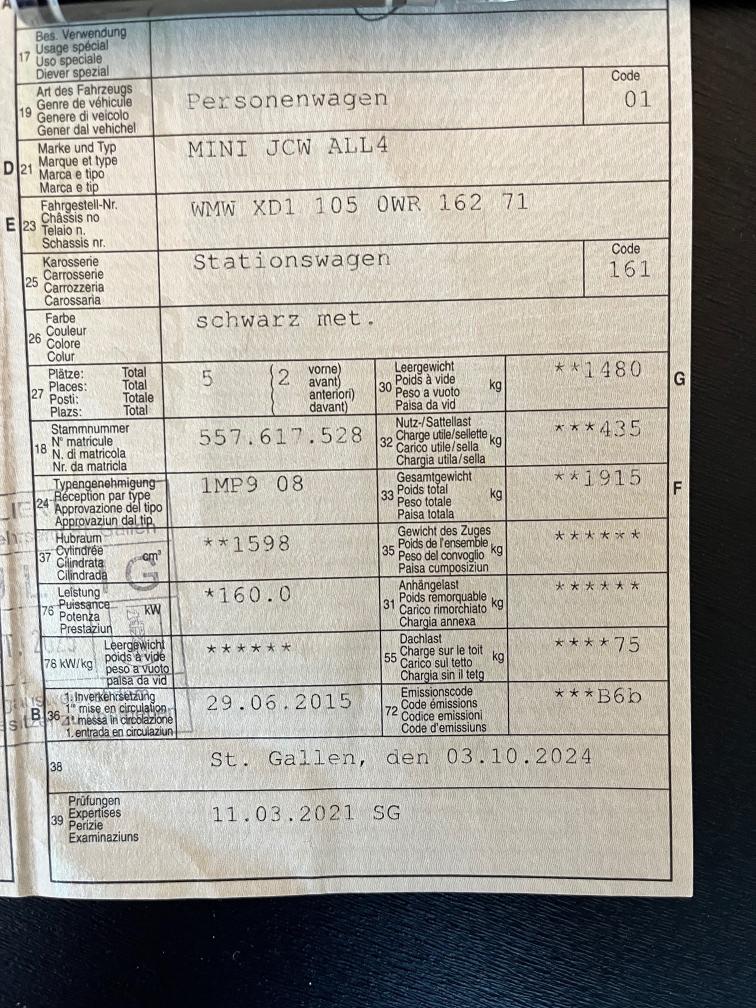 17 Bes. Verwendung
Usage spécial
Uso speciale
Diever spezial
19 Art des Fahrzeugs
Genre de véhicule
Genere di veicolo
Gener dal vehichel
Personenwagen
Code
01
D 21 Marke und Typ
Marque et type
Marca e tipo
Marca e tip
MINI JCW ALL4
E 23 Fahrgestell-Nr.
Châssis no
Telaio n.
Schassis nr.
WMW XD1 105 0WR 162 71
25 Karosserie
Carrosserie
Carrozzeria
Carossaria
Stationswagen
Code
161
26 Farbe
Couleur
Colore
Colur
schwarz met.
27 Plätze: Total
Places: Total
Posti: Totale
Plazs: Total
5 (2 vorne)
avant)
anteriori)
davant)
30 Leergewicht
Poids à vide
Peso a vuoto
Paisa da vid
kg
**1480
G
18 Stammnummer
N° matricule
N. di matricola
Nr. da matricla
557.617.528
32 Nutz-/Sattellast
Charge utile/sellette
Carico utile/sella
Chargia utila/sella
kg
***435
24 Typengenehmigung
Réception par type
Approvazione del tipo
Approvaziun dal tip
1MP9 08
33 Gesamtgewicht
Poids total
Peso totale
Paisa totala
kg
**1915
F
37 Hubraum
Cylindrée
Cilindrata
Cilindrada
cm³
**1598
35 Gewicht des Zuges
Poids de l'ensemble
Peso del convoglio
Paisa cumposiziun
kg
******
76 Leistung
Puissance
Potenza
Prestaziun
kW
*160.0
31 Anhängelast
Poids remorquable
Carico rimorchiato
Chargia annexa
kg
******
78 kW/kg Leergewicht
poids à vide
peso a vuoto
paisa da vid
******
55 Dachlast
Charge sur le toit
Carico sul tetto
Chargia sin il tetg
kg
****75
B 36 1. Inverkehrsetzung
1re mise en circulation
1a messa in circolazione
1. entrada en circulaziun
29.06.2015
72 Emissionscode
Code émissions
Codice emissioni
Code d'emissiuns
***B6b
38
St. Gallen, den 03.10.2024
39 Prüfungen
Expertises
Perizie
Examinaziuns
11.03.2021 SG